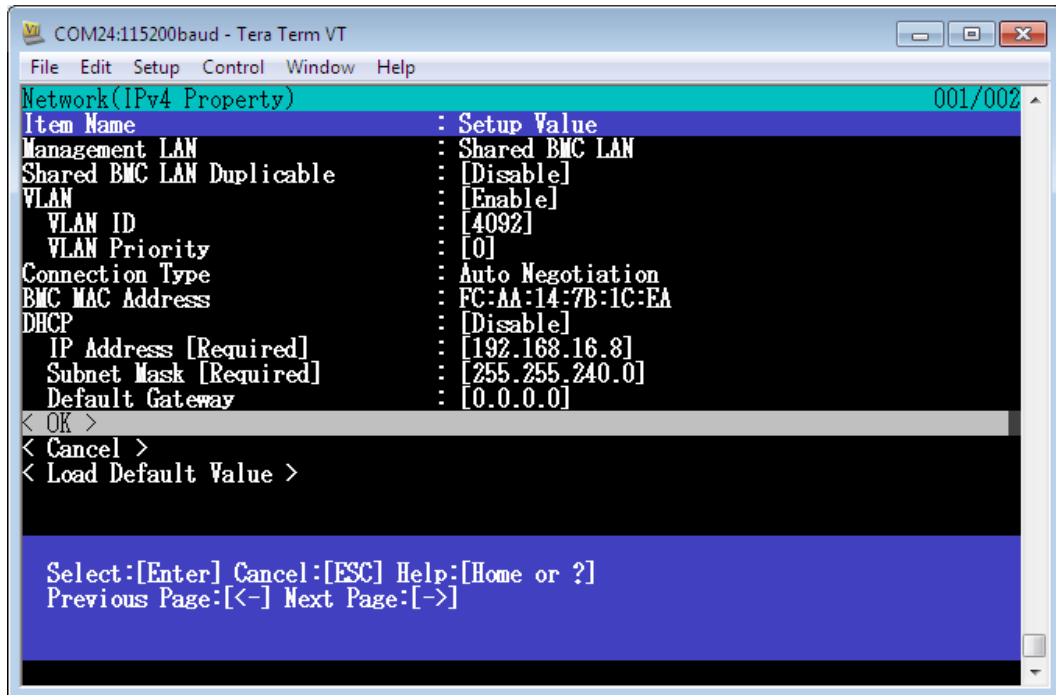 COM24:115200baud - Tera Term VT
File Edit Setup Control Window Help
Network(IPv4 Property) 001/002
Item Name : Setup Value
Management LAN : Shared BMC LAN
Shared BMC LAN Duplicable : [Disable]
VLAN : [Enable]
VLAN ID : [4092]
VLAN Priority : [0]
Connection Type : Auto Negotiation
BMC MAC Address : FC:AA:14:7B:1C:EA
DHCP : [Disable]
IP Address [Required] : [192.168.16.8]
Subnet Mask [Required] : [255.255.240.0]
Default Gateway : [0.0.0.0]
< OK >
< Cancel >
< Load Default Value >
Select:[Enter] Cancel:[ESC] Help:[Home or ?]
Previous Page:[<-] Next Page:[->]